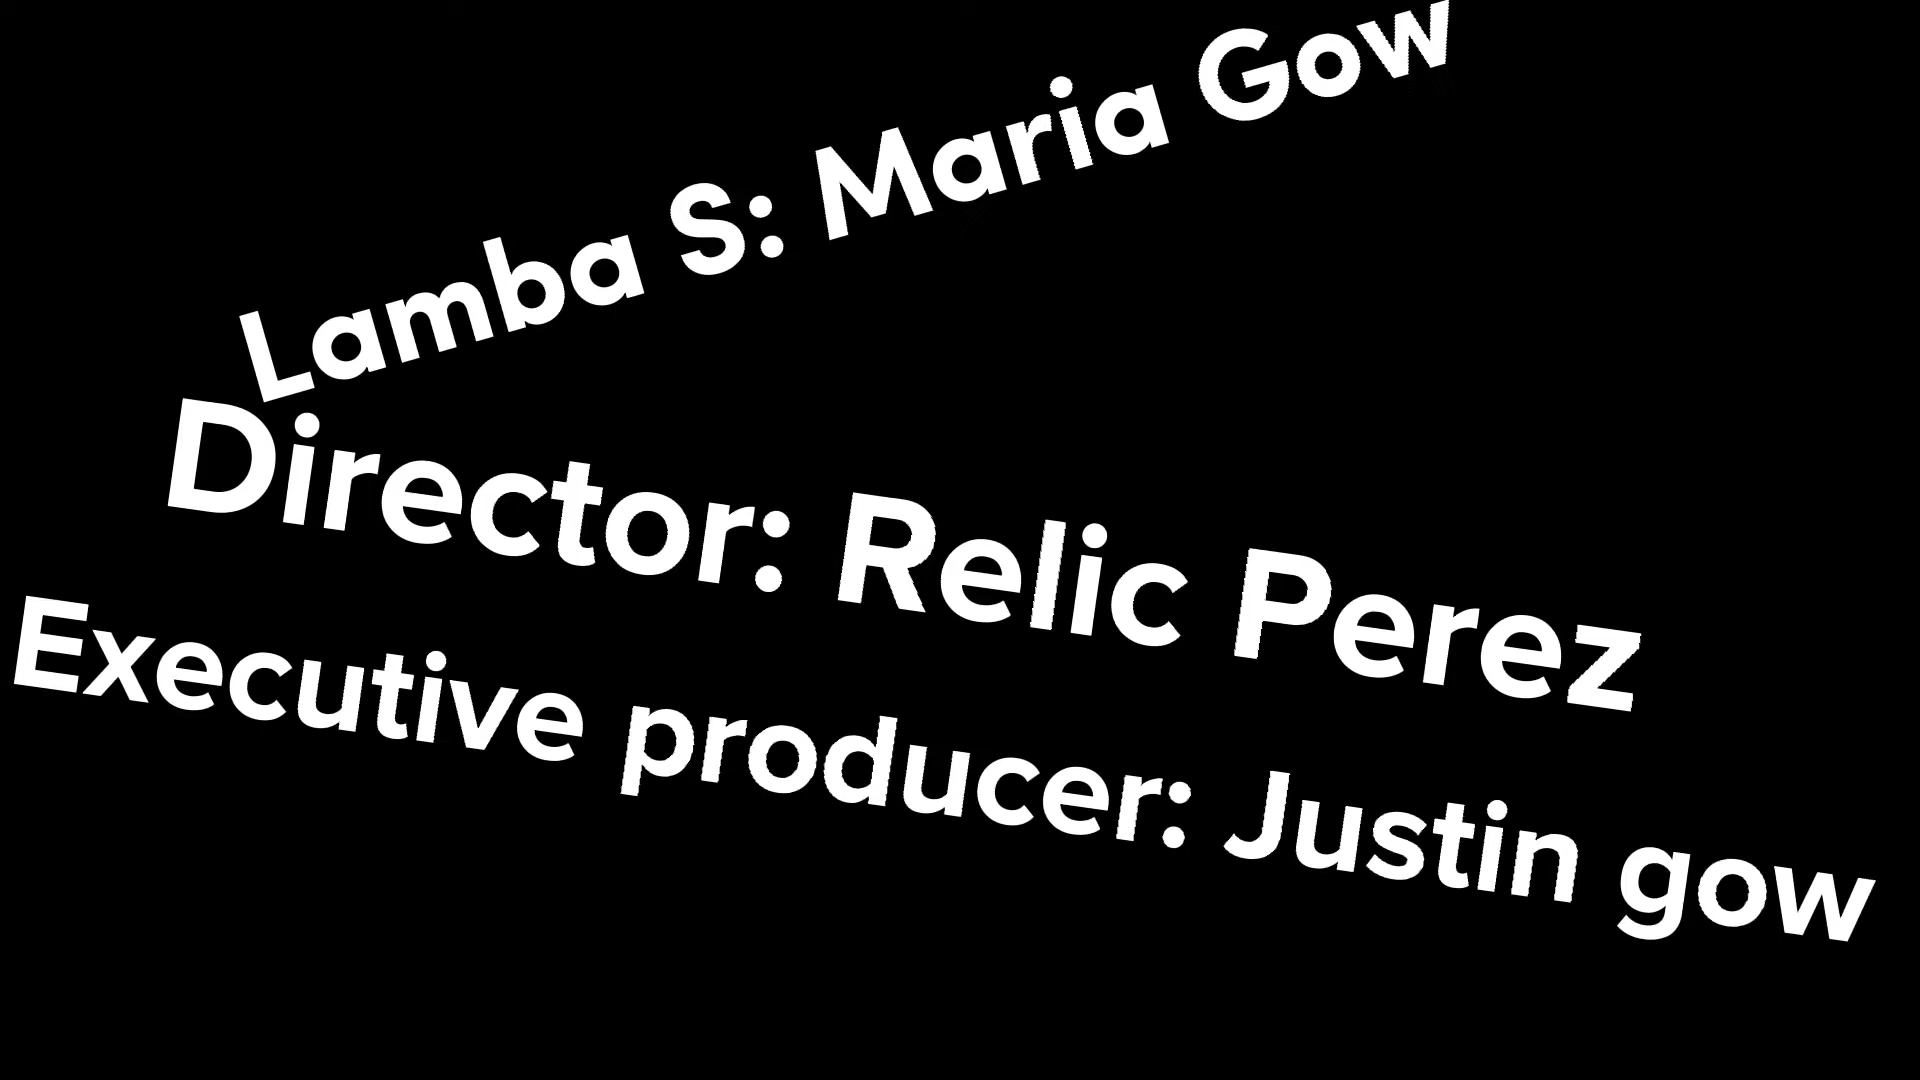 Lamba S: Maria Gow
Director: Relic Perez
Executive producer: Justin gow